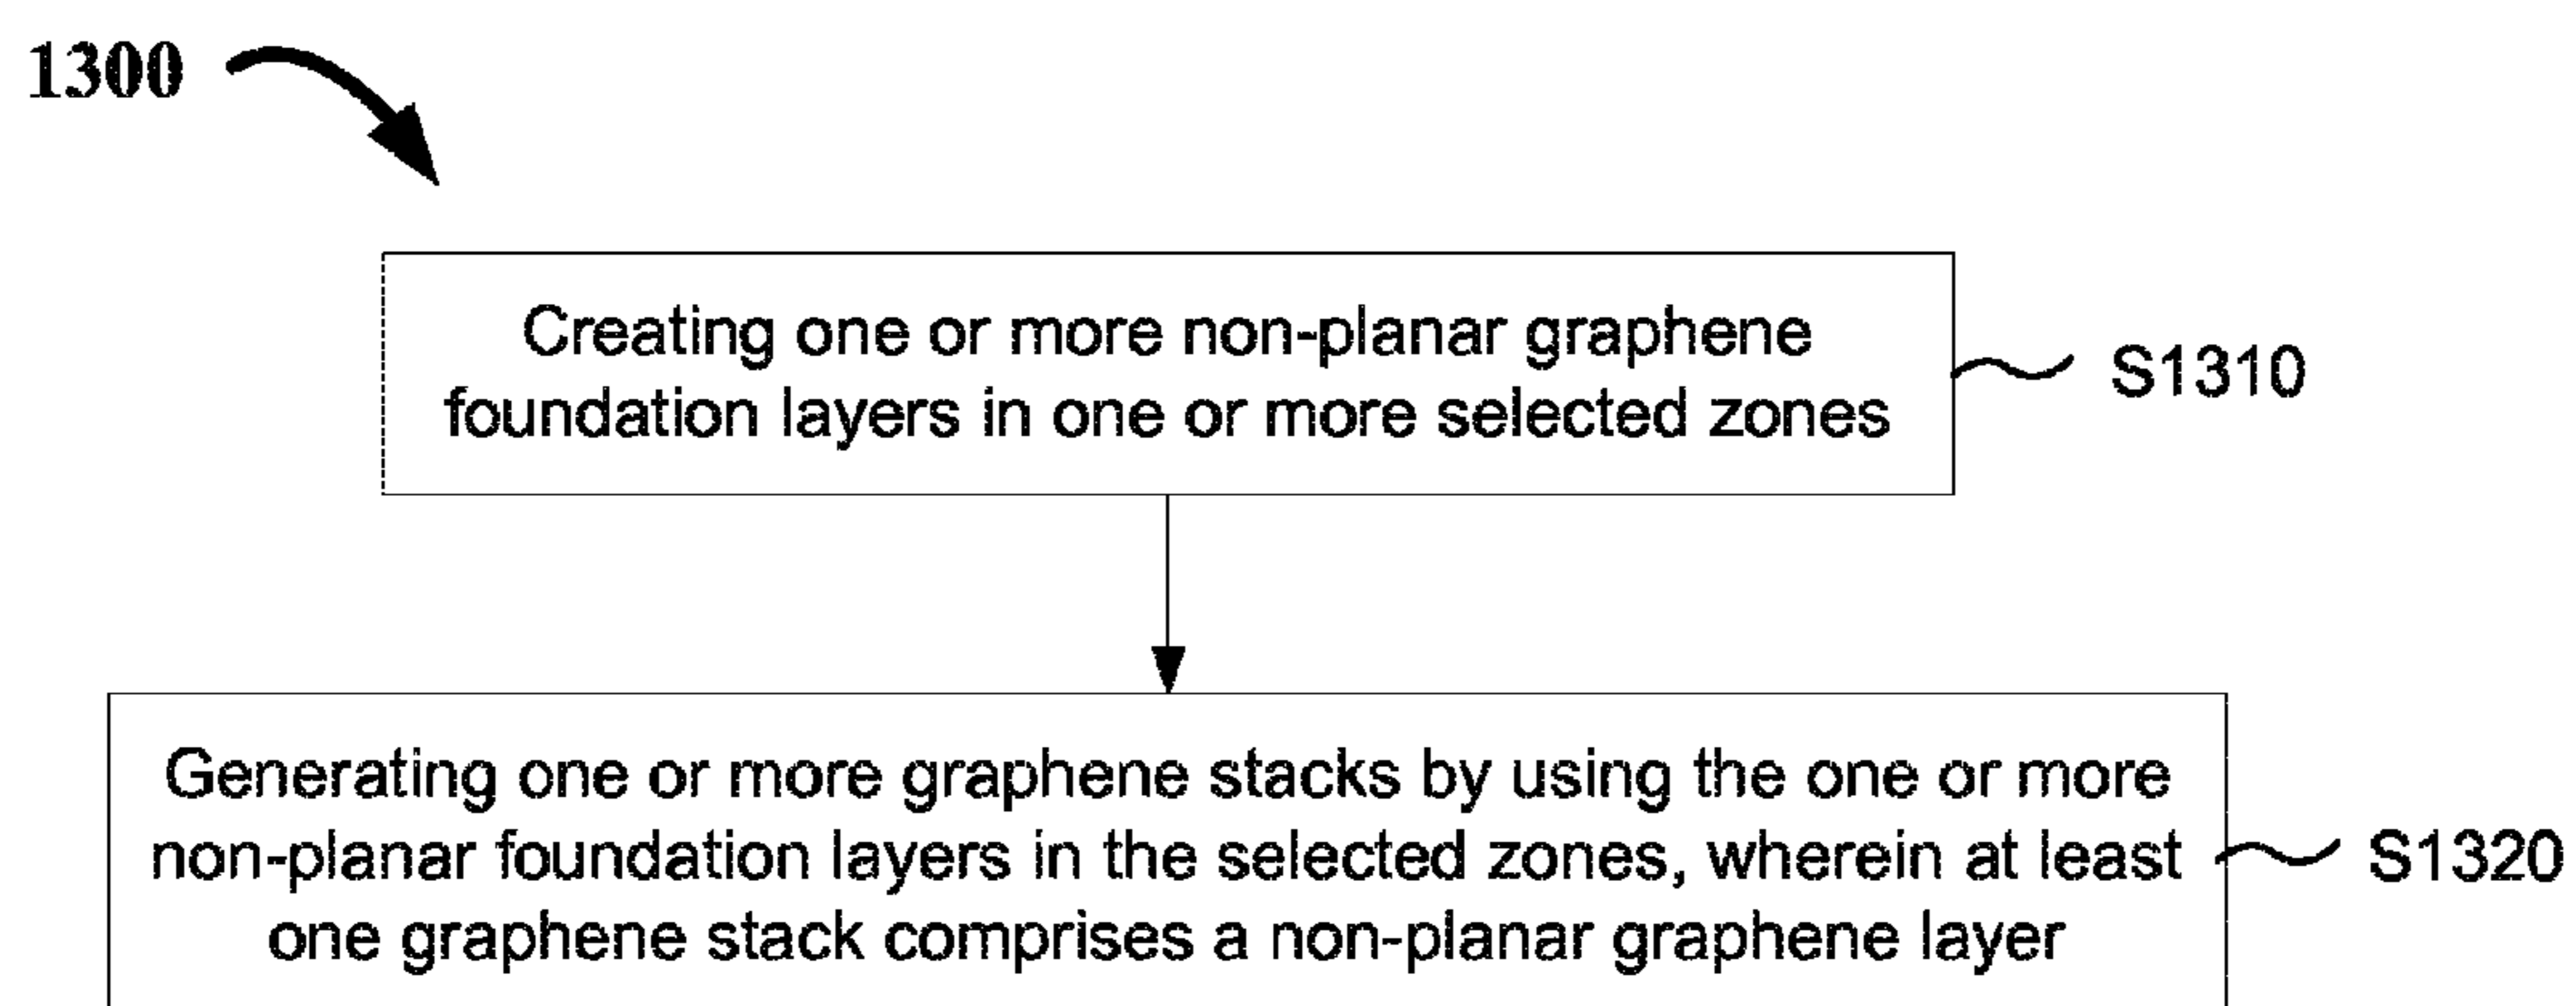 1300
Creating one or more non-planar graphene
foundation layers in one or more selected zones
S1310
Generating one or more graphene stacks by using the one or more
non-planar foundation layers in the selected zones, wherein at least
one graphene stack comprises a non-planar graphene layer
S1320